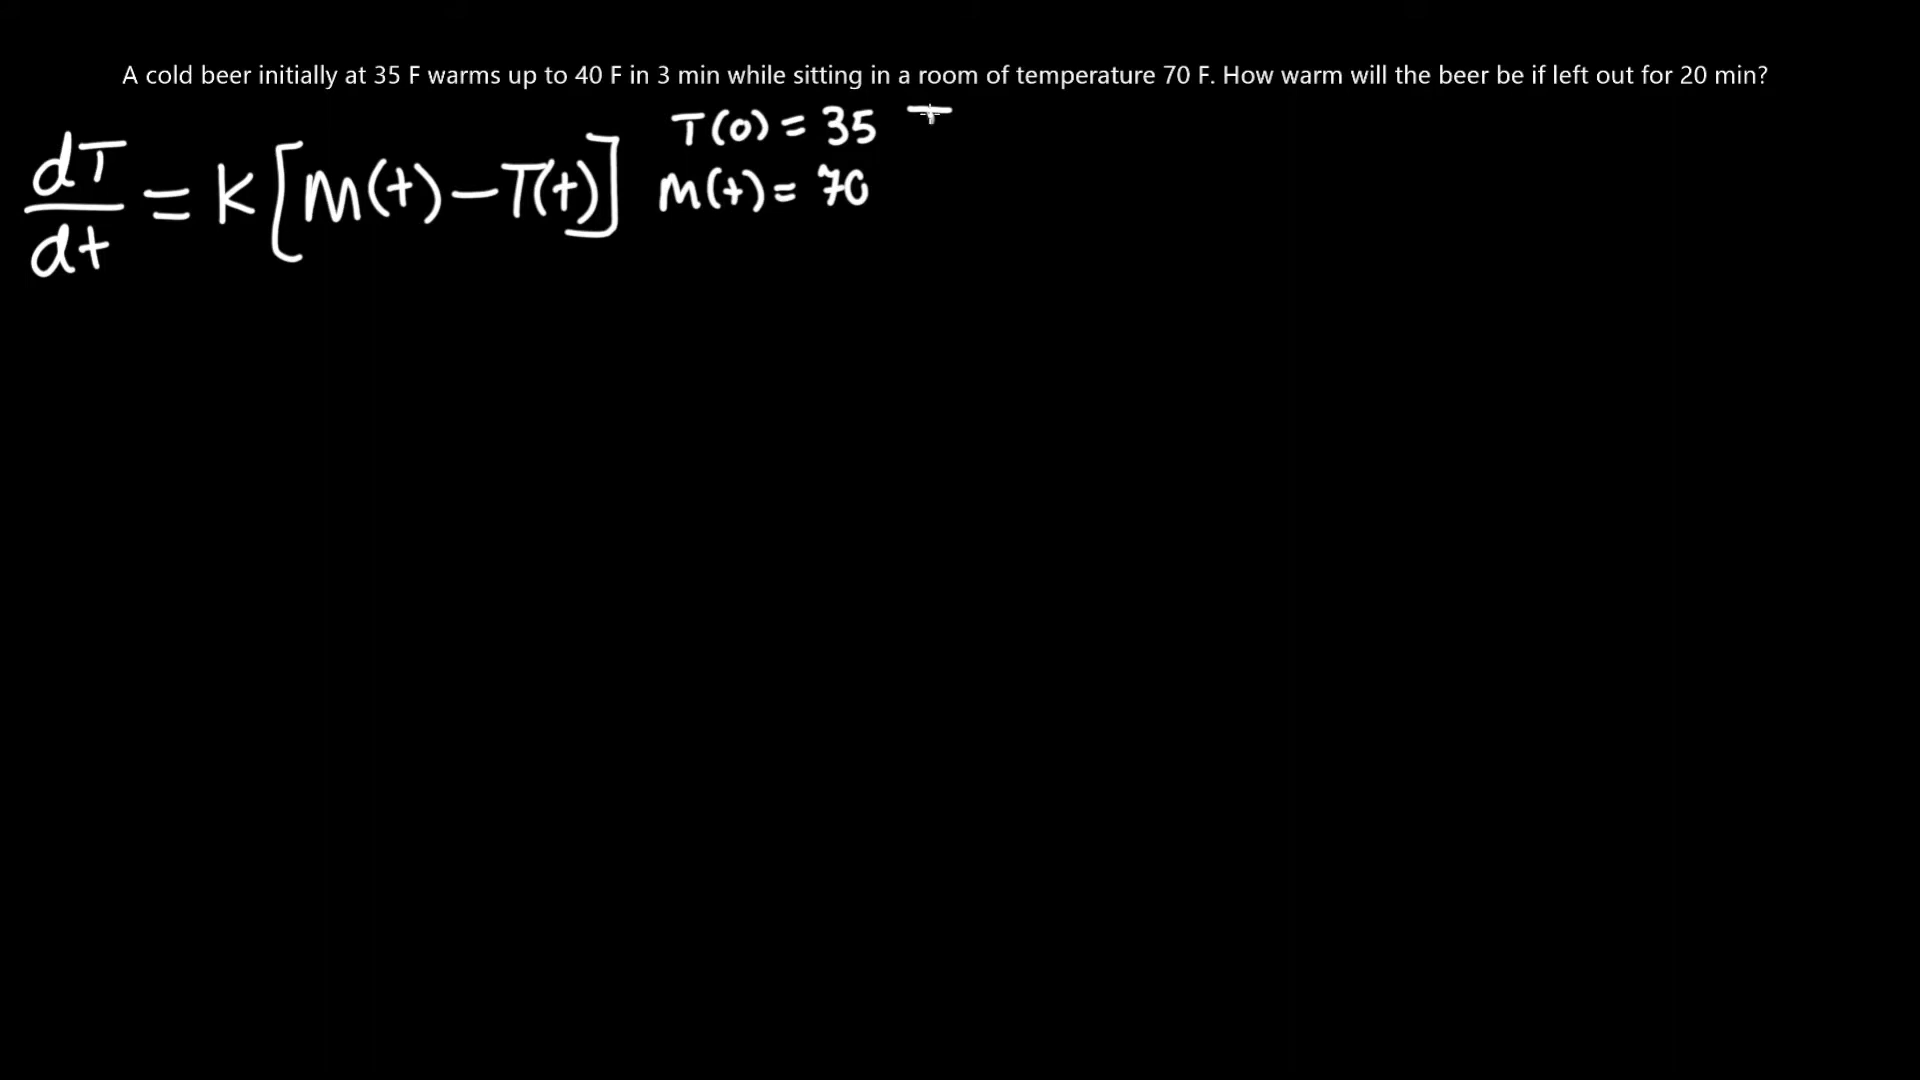 A cold beer initially at 35 F warms up to 40 F in 3 min while sitting in a room of temperature 70 F. How warm will the beer be if left out for 20 min?
dT/dt = K[M(t)-T(t)]
T(0) = 35 T
M(t) = 70